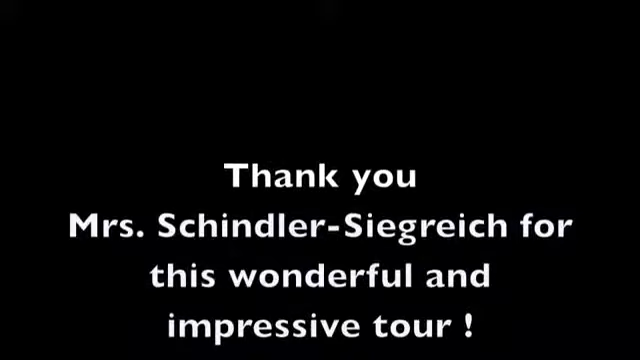 Thank you
Mrs. Schindler-Siegreich for
this wonderful and
impressive tour !